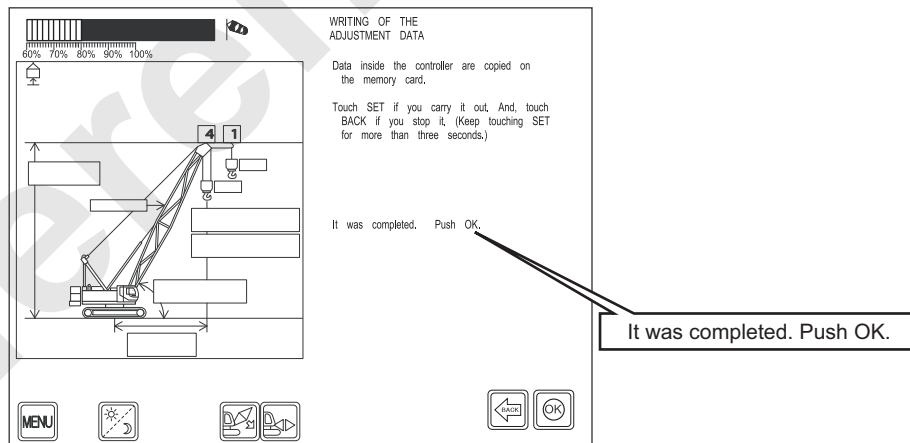 WRITING OF THE
ADJUSTMENT DATA
60% 70% 80% 90% 100%
Data inside the controller are copied on
the memory card.
Touch SET if you carry it out. And, touch
BACK if you stop it. (Keep touching SET
for more than three seconds.)
4 1
It was completed. Push OK.
It was completed. Push OK.
MENU
BACK
OK